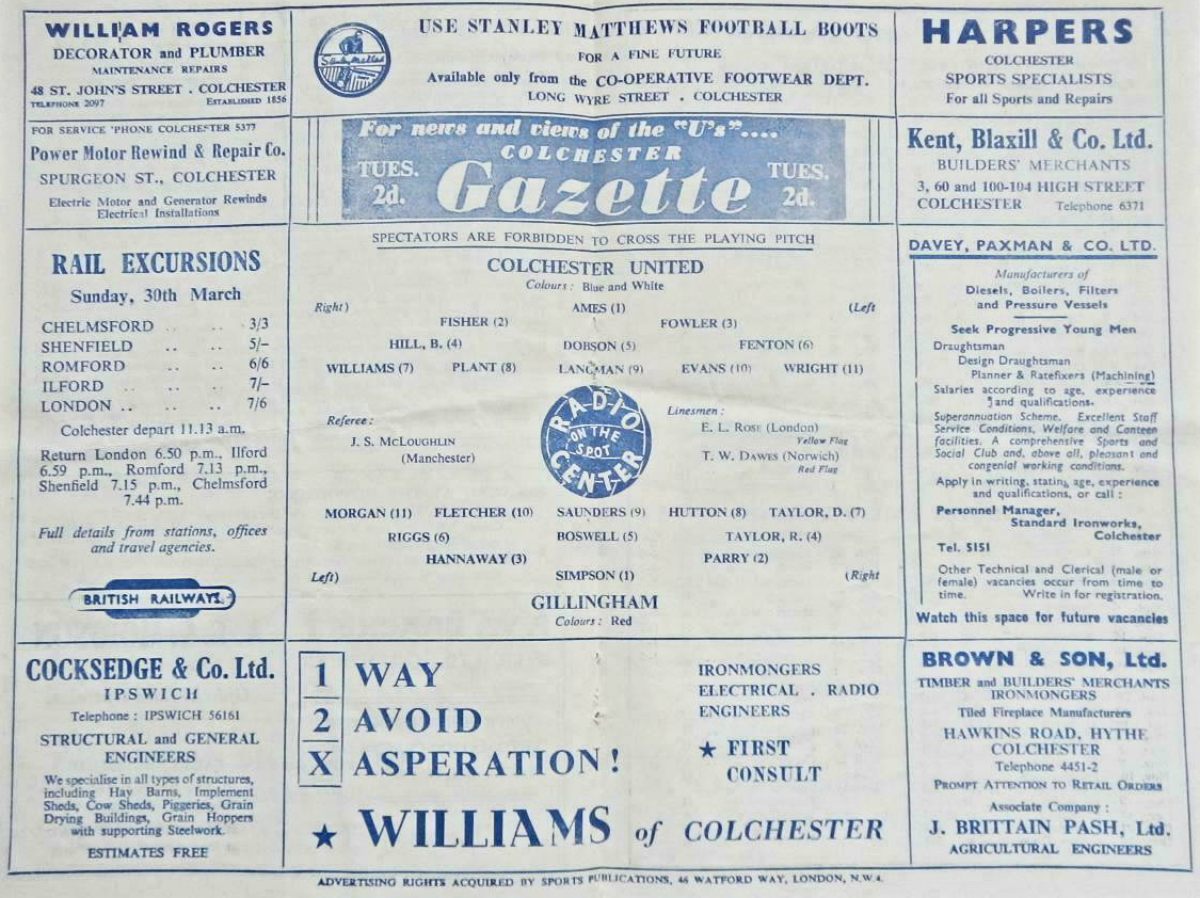 WILLIAM ROGERS
DECORATOR and PLUMBER
MAINTENANCE REPAIRS
48 ST. JOHN'S STREET . COLCHESTER
TELEPHONE 2097 ESTABLISHED 1856
USE STANLEY MATTHEWS FOOTBALL BOOTS
FOR A FINE FUTURE
Available only from the CO-OPERATIVE FOOTWEAR DEPT.
LONG WYRE STREET . COLCHESTER
HARPERS
COLCHESTER
SPORTS SPECIALISTS
For all Sports and Repairs
FOR SERVICE 'PHONE COLCHESTER 5377
Power Motor Rewind & Repair Co.
SPURGEON ST., COLCHESTER
Electric Motor and Generator Rewinds
Electrical Installations
For news and views of the "U's"....
COLCHESTER
TUES. Gazette TUES.
2d. 2d.
Kent, Blaxill & Co. Ltd.
BUILDERS' MERCHANTS
3, 60 and 100-104 HIGH STREET
COLCHESTER Telephone 6371
RAIL EXCURSIONS
Sunday, 30th March
CHELMSFORD .. .. 3/3
SHENFIELD .. .. 5/-
ROMFORD .. .. 6/6
ILFORD .. .. 7/-
LONDON .. .. 7/6
Colchester depart 11.13 a.m.
Return London 6.50 p.m., Ilford
6.59 p.m., Romford 7.13 p.m.,
Shenfield 7.15 p.m., Chelmsford
7.44 p.m.
Full details from stations, offices
and travel agencies.
BRITISH RAILWAYS
SPECTATORS ARE FORBIDDEN TO CROSS THE PLAYING PITCH
COLCHESTER UNITED
Colours : Blue and White
Right) AMES (1) (Left
FISHER (2) FOWLER (3)
HILL, B. (4) DOBSON (5) FENTON (6)
WILLIAMS (7) PLANT (8) LANGMAN (9) EVANS (10) WRIGHT (11)
Referee :
J. S. McLOUGHLIN
(Manchester)
RADIO
ON THE
SPOT
CENTER
Linesmen :
E. L. ROSE (London)
Yellow Flag
T. W. DAWES (Norwich)
Red Flag
MORGAN (11) FLETCHER (10) SAUNDERS (9) HUTTON (8) TAYLOR, D. (7)
RIGGS (6) BOSWELL (5) TAYLOR, R. (4)
HANNAWAY (3) PARRY (2)
Left) SIMPSON (1) (Right
GILLINGHAM
Colours : Red
DAVEY, PAXMAN & CO. LTD.
Manufacturers of
Diesels, Boilers, Filters
and Pressure Vessels
Seek Progressive Young Men
Draughtsman
Design Draughtsman
Planner & Ratefixers (Machining)
Salaries according to age, experience
and qualifications.
Superannuation Scheme. Excellent Staff
Service Conditions, Welfare and Canteen
facilities. A comprehensive Sports and
Social Club and, above all, pleasant and
congenial working conditions.
Apply in writing, stating age, experience
and qualifications, or call :
Personnel Manager,
Standard Ironworks,
Colchester
Tel. 5151
Other Technical and Clerical (male or
female) vacancies occur from time to
time. Write in for registration.
Watch this space for future vacancies
COCKSEDGE & Co. Ltd.
IPSWICH
Telephone : IPSWICH 56161
STRUCTURAL and GENERAL
ENGINEERS
We specialise in all types of structures,
including Hay Barns, Implement
Sheds, Cow Sheds, Piggeries, Grain
Drying Buildings, Grain Hoppers
with supporting Steelwork.
ESTIMATES FREE
1 WAY
2 AVOID
X ASPERATION!
IRONMONGERS
ELECTRICAL . RADIO
ENGINEERS
★ FIRST
CONSULT
★ WILLIAMS of COLCHESTER
BROWN & SON, Ltd.
TIMBER and BUILDERS' MERCHANTS
IRONMONGERS
Tiled Fireplace Manufacturers
HAWKINS ROAD, HYTHE
COLCHESTER
Telephone 4451-2
PROMPT ATTENTION TO RETAIL ORDERS
Associate Company :
J. BRITTAIN PASH, Ltd.
AGRICULTURAL ENGINEERS
ADVERTISING RIGHTS ACQUIRED BY SPORTS PUBLICATIONS, 46 WATFORD WAY, LONDON, N.W.4.